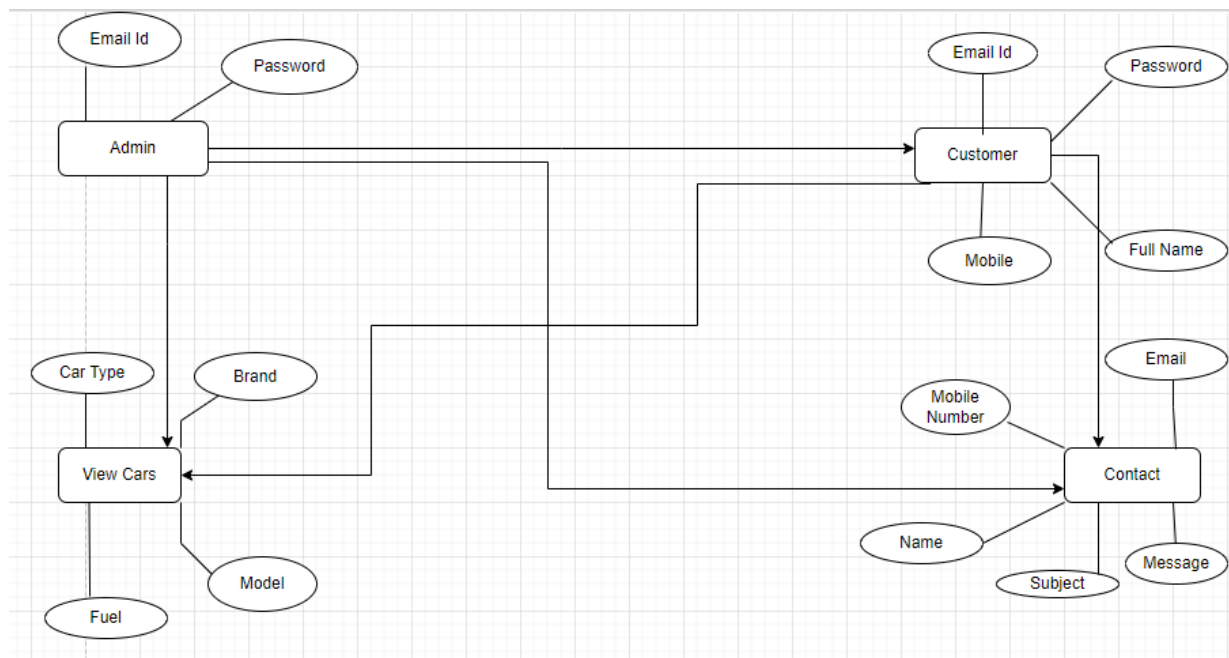 Email Id
Password
Admin
Email Id
Password
Customer
Mobile
Full Name
Car Type
Brand
View Cars
Model
Fuel
Email
Mobile
Number
Contact
Name
Subject
Message